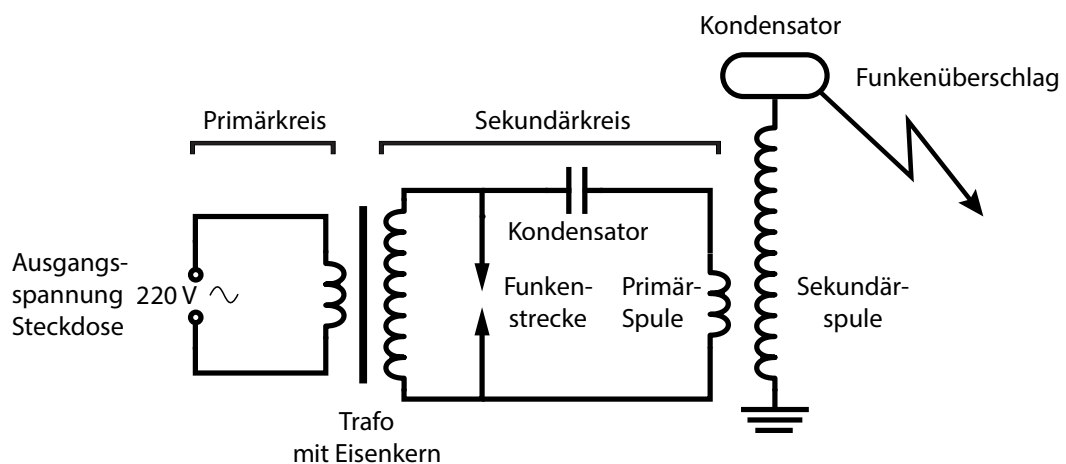 Kondensator
Funkenüberschlag
Primärkreis
Sekundärkreis
Ausgangs-
spannung
Steckdose
220 V
Kondensator
Funken-
strecke
Primär-
Spule
Sekundär-
spule
Trafo
mit Eisenkern